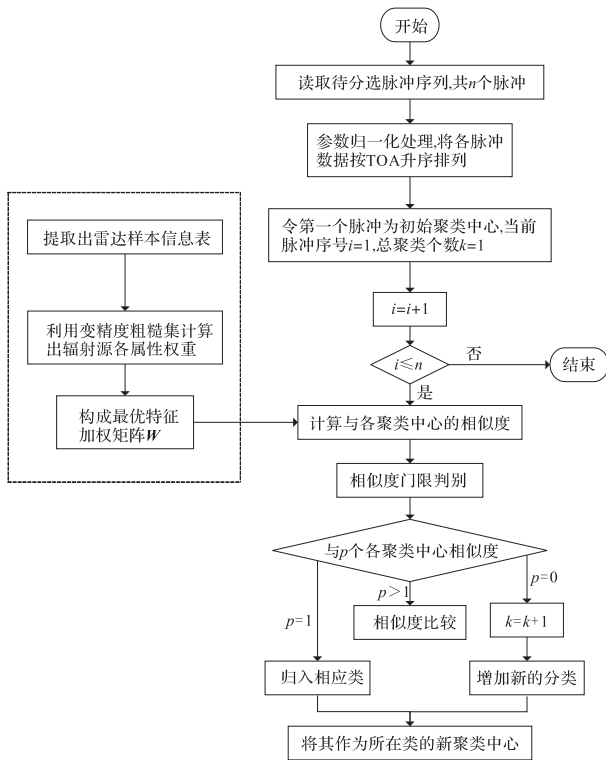 开始
读取待分选脉冲序列,共n个脉冲
参数归一化处理,将各脉冲
数据按TOA升序排列
令第一个脉冲为初始聚类中心,当前
脉冲序号i=1,总聚类个数k=1
i=i+1
i≤n
否
结束
是
提取出雷达样本信息表
利用变精度粗糙集计算
出辐射源各属性权重
构成最优特征
加权矩阵W
计算与各聚类中心的相似度
相似度门限判别
与p个各聚类中心相似度
p=1
p>1
p=0
相似度比较
k=k+1
归入相应类
增加新的分类
将其作为所在类的新聚类中心